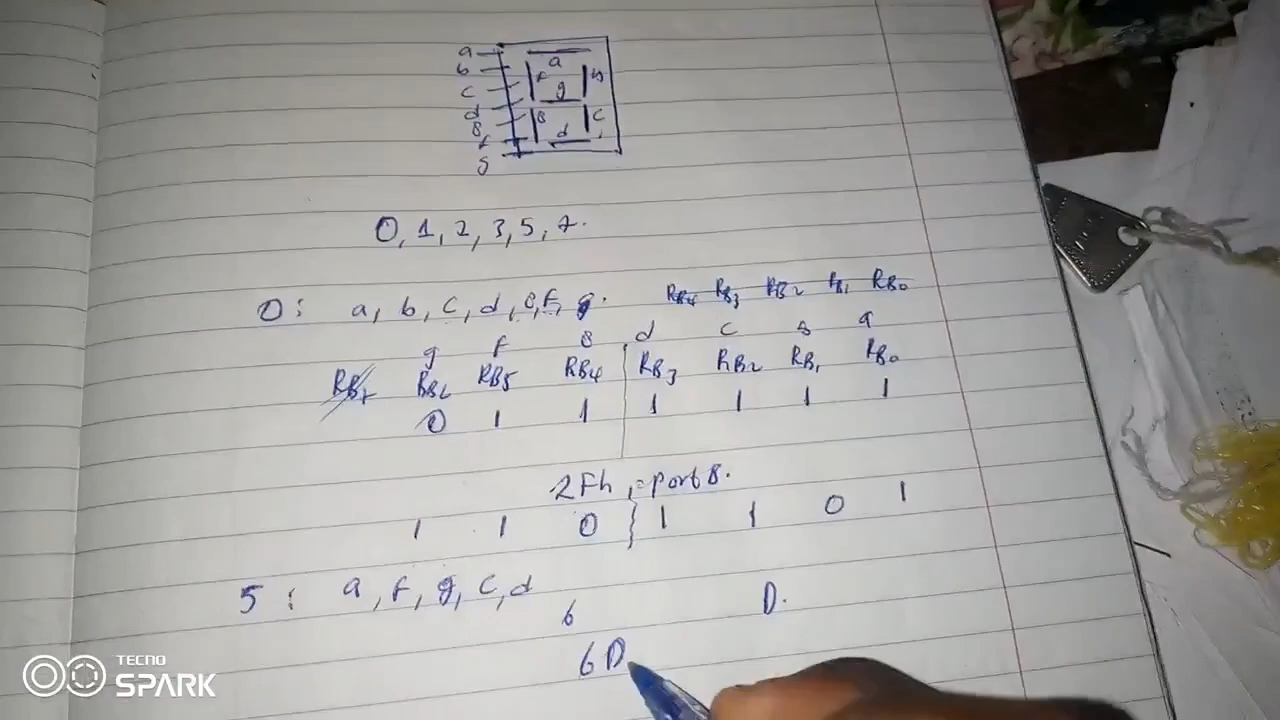 a
b a
c f b
d g
e e c
f d
g
0, 1, 2, 3, 5, 7.
0: a, b, c, d, e, f, g. RB4 RB3 RB2 RB1 RB0
g f e d c b a
RB7 RB6 RB5 RB4 RB3 RB2 RB1 RB0
0 1 1 1 1 1 1
2Fh, = port B.
1 1 0 1 1 0 1
5: a, f, g, c, d
6 D.
6D
TECNO
SPARK